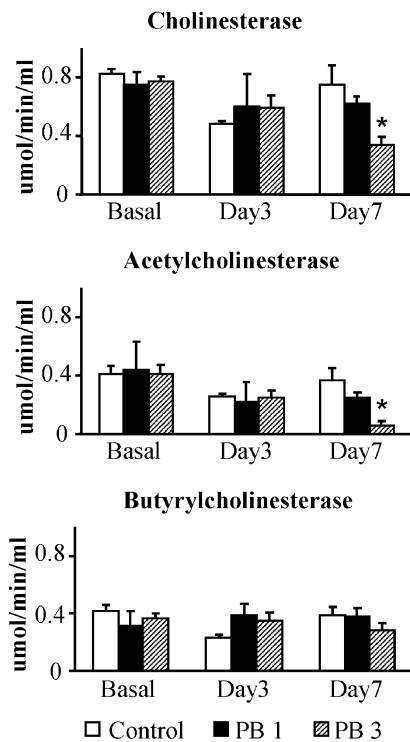 Cholinesterase
umol/min/ml
0.8
0.4
0
*
Basal Day3 Day7
Acetylcholinesterase
umol/min/ml
0.8
0.4
0
*
Basal Day3 Day7
Butyrylcholinesterase
umol/min/ml
0.8
0.4
0
Basal Day3 Day7
Control PB 1 PB 3